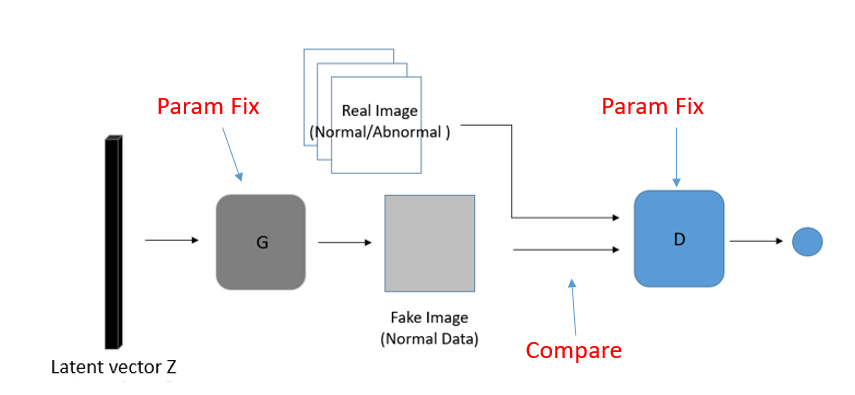 Param Fix
Real Image
(Normal/Abnormal )
Param Fix
G
D
Fake Image
(Normal Data)
Compare
Latent vector Z